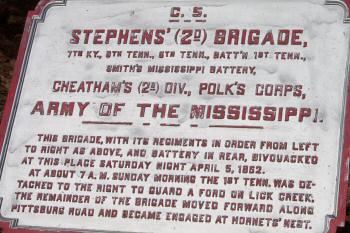 C. S.
STEPHENS' (2D) BRIGADE,
7TH KY., 8TH TENN., 9TH TENN., BATT'N 1ST TENN.,
SMITH'S MISSISSIPPI BATTERY,
CHEATHAM'S (2D) DIV., POLK'S CORPS,
ARMY OF THE MISSISSIPPI.
THIS BRIGADE, WITH ITS REGIMENTS IN ORDER FROM LEFT
TO RIGHT AS ABOVE, AND BATTERY IN REAR, BIVOUACKED
AT THIS PLACE SATURDAY NIGHT APRIL 5, 1862.
AT ABOUT 7 A.M. SUNDAY MORNING THE 1ST TENN. WAS DE-
TACHED TO THE RIGHT TO GUARD A FORD ON LICK CREEK.
THE REMAINDER OF THE BRIGADE MOVED FORWARD ALONG
PITTSBURG ROAD AND BECAME ENGAGED AT HORNETS' NEST.